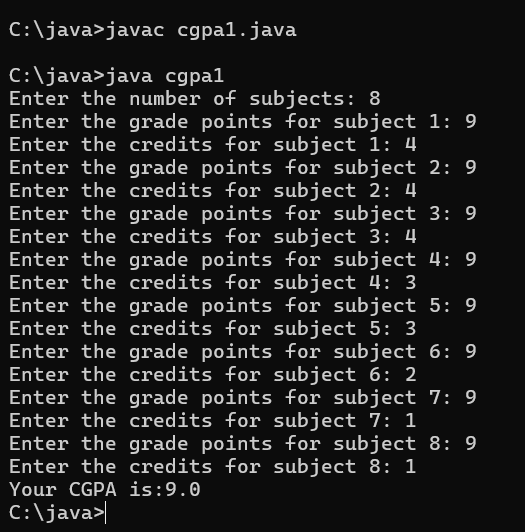 C:\java>javac cgpa1.java
C:\java>java cgpa1
Enter the number of subjects: 8
Enter the grade points for subject 1: 9
Enter the credits for subject 1: 4
Enter the grade points for subject 2: 9
Enter the credits for subject 2: 4
Enter the grade points for subject 3: 9
Enter the credits for subject 3: 4
Enter the grade points for subject 4: 9
Enter the credits for subject 4: 3
Enter the grade points for subject 5: 9
Enter the credits for subject 5: 3
Enter the grade points for subject 6: 9
Enter the credits for subject 6: 2
Enter the grade points for subject 7: 9
Enter the credits for subject 7: 1
Enter the grade points for subject 8: 9
Enter the credits for subject 8: 1
Your CGPA is:9.0
C:\java>